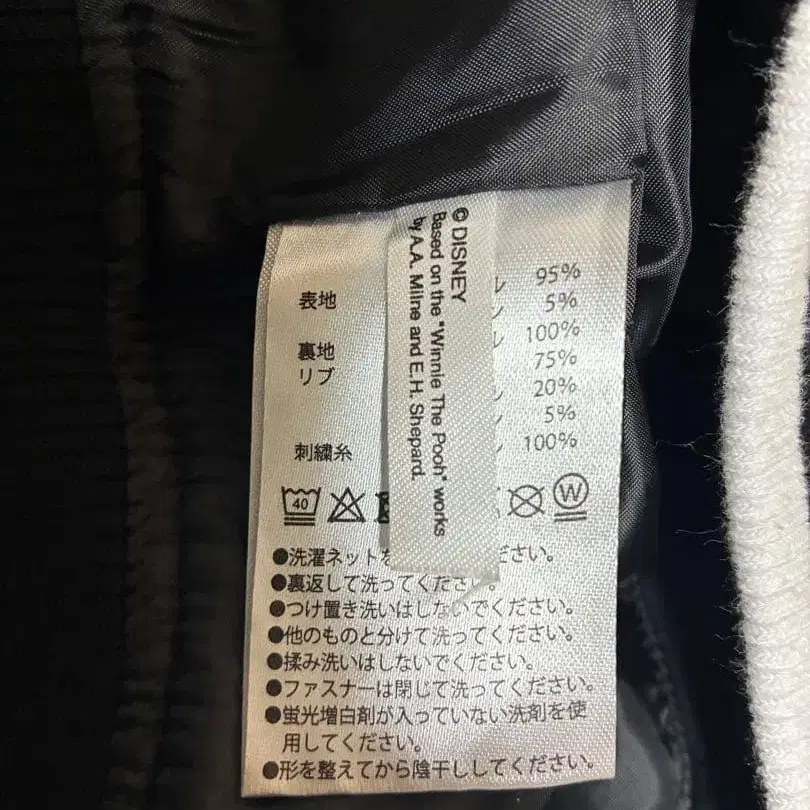 © DISNEY
Based on the "Winnie The Pooh" works
by A.A. Milne and E.H. Shepard.
表地 ル 95%
5%
裏地 100%
リブ 75%
20%
5%
刺繍糸 100%
40 W
●洗濯ネットを ださい。
●裏返して洗ってください。
●つけ置き洗いはしないでください。
●他のものと分けて洗ってください。
●揉み洗いはしないでください。
●ファスナーは閉じて洗ってください。
●蛍光増白剤が入っていない洗剤を使
用してください。
●形を整えてから陰干ししてください。